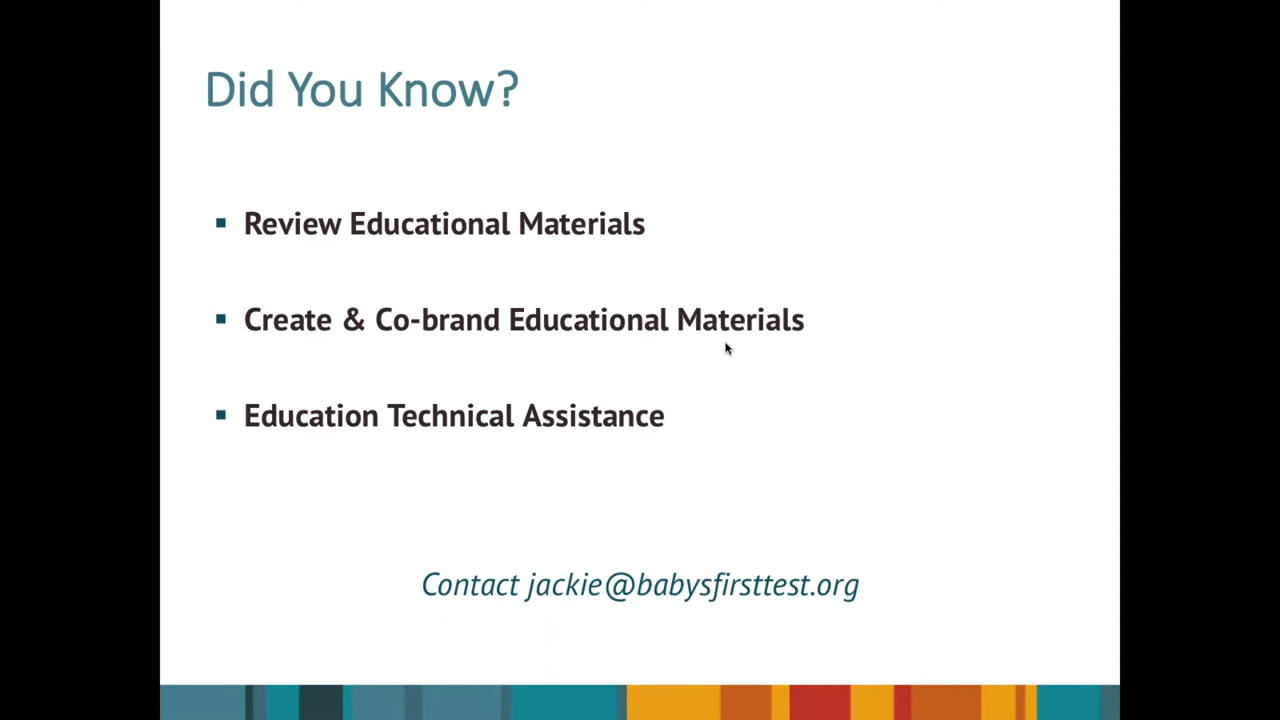 Did You Know?
▪ Review Educational Materials
▪ Create & Co-brand Educational Materials
▪ Education Technical Assistance
Contact jackie@babysfirsttest.org